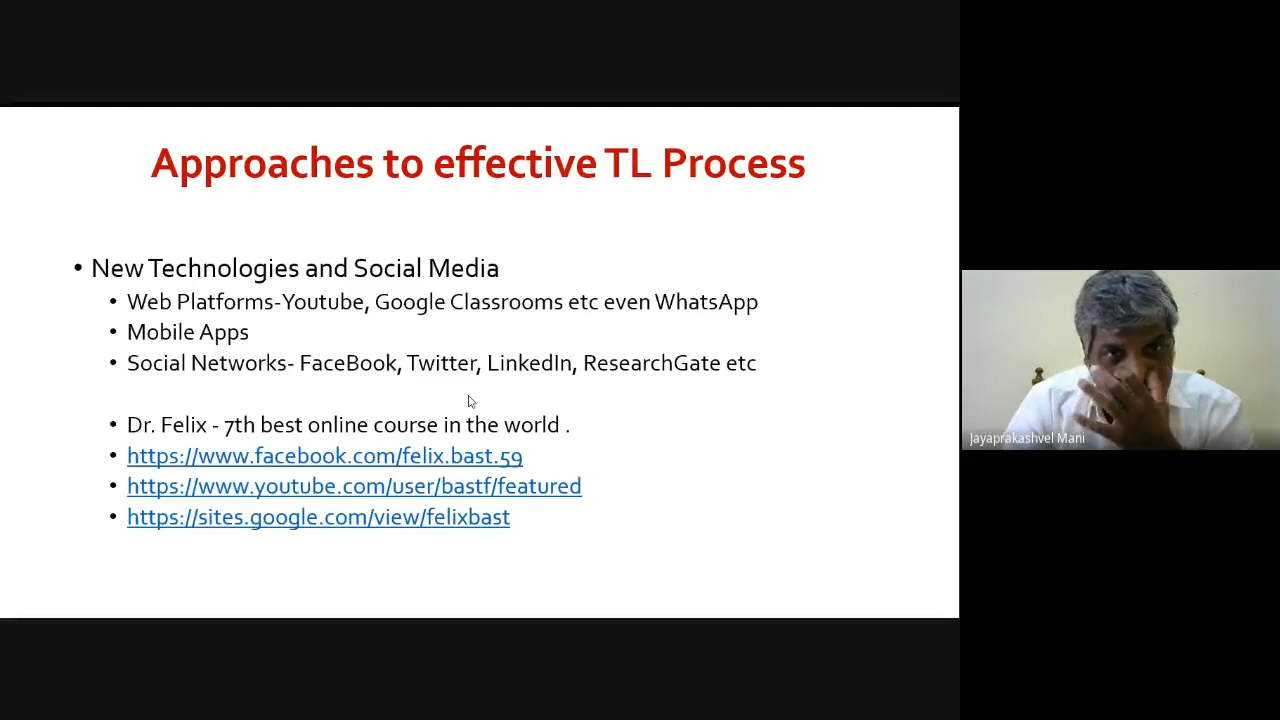 Approaches to effective TL Process
• New Technologies and Social Media
• Web Platforms-Youtube, Google Classrooms etc even WhatsApp
• Mobile Apps
• Social Networks- FaceBook, Twitter, LinkedIn, ResearchGate etc
• Dr. Felix - 7th best online course in the world .
• https://www.facebook.com/felix.bast.59
• https://www.youtube.com/user/bastf/featured
• https://sites.google.com/view/felixbast
Jayaprakashvel Mani